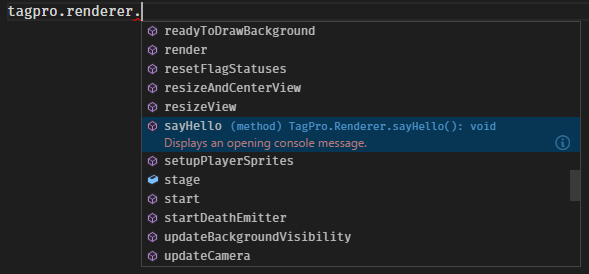 tagpro.renderer.
readyToDrawBackground
render
resetFlagStatuses
resizeAndCenterView
resizeView
sayHello (method) TagPro.Renderer.sayHello(): void
Displays an opening console message.
setupPlayerSprites
stage
start
startDeathEmitter
updateBackgroundVisibility
updateCamera